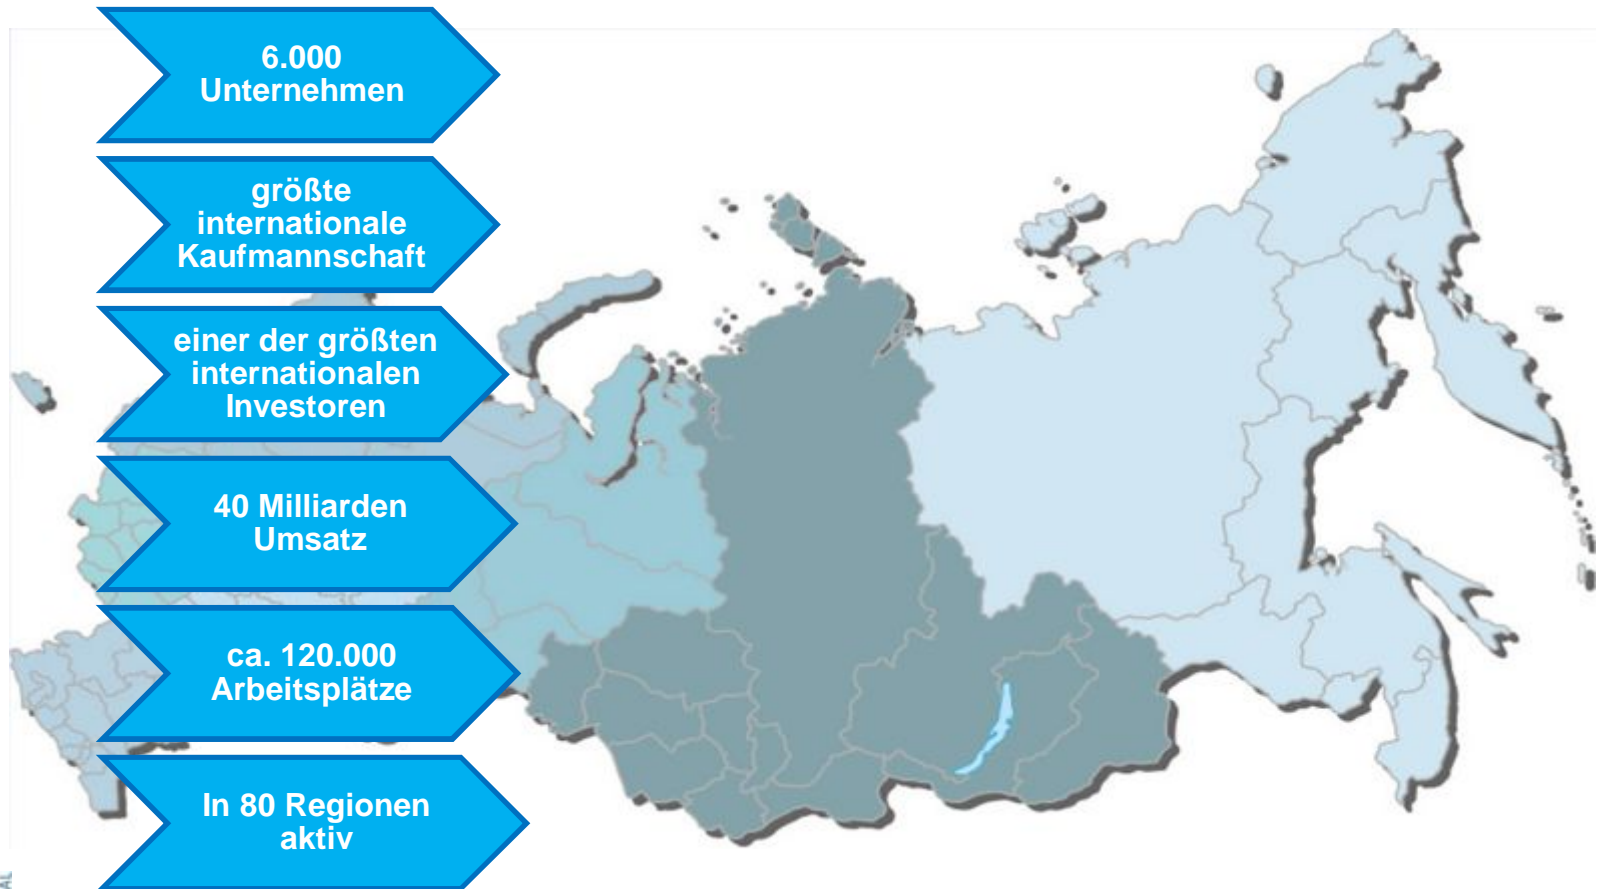 6.000
Unternehmen
größte
internationale
Kaufmannschaft
einer der größten
internationalen
Investoren
40 Milliarden
Umsatz
ca. 120.000
Arbeitsplätze
In 80 Regionen
aktiv